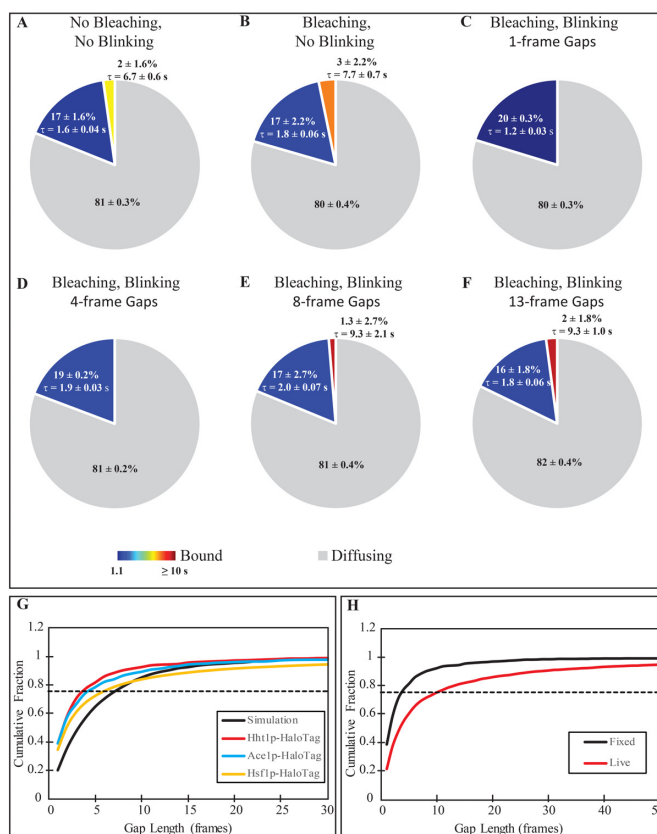 A No Bleaching,
No Blinking
2 ± 1.6%
τ = 6.7 ± 0.6 s
17 ± 1.6%
τ = 1.6 ± 0.04 s
81 ± 0.3%
B Bleaching,
No Blinking
3 ± 2.2%
τ = 7.7 ± 0.7 s
17 ± 2.2%
τ = 1.8 ± 0.06 s
80 ± 0.4%
C Bleaching, Blinking
1-frame Gaps
20 ± 0.3%
τ = 1.2 ± 0.03 s
80 ± 0.3%
D Bleaching, Blinking
4-frame Gaps
19 ± 0.2%
τ = 1.9 ± 0.03 s
81 ± 0.2%
E Bleaching, Blinking
8-frame Gaps
1.3 ± 2.7%
τ = 9.3 ± 2.1 s
17 ± 2.7%
τ = 2.0 ± 0.07 s
81 ± 0.4%
F Bleaching, Blinking
13-frame Gaps
2 ± 1.8%
τ = 9.3 ± 1.0 s
16 ± 1.8%
τ = 1.8 ± 0.06 s
82 ± 0.4%
Bound
1.1 ≥ 10 s
Diffusing
G
Cumulative Fraction
1.2
1
0.8
0.6
0.4
0.2
0
Simulation
Hht1p-HaloTag
Ace1p-HaloTag
Hsf1p-HaloTag
0 5 10 15 20 25 30
Gap Length (frames)
H
Cumulative Fraction
1.2
1
0.8
0.6
0.4
0.2
0
Fixed
Live
0 10 20 30 40 50
Gap Length (frames)